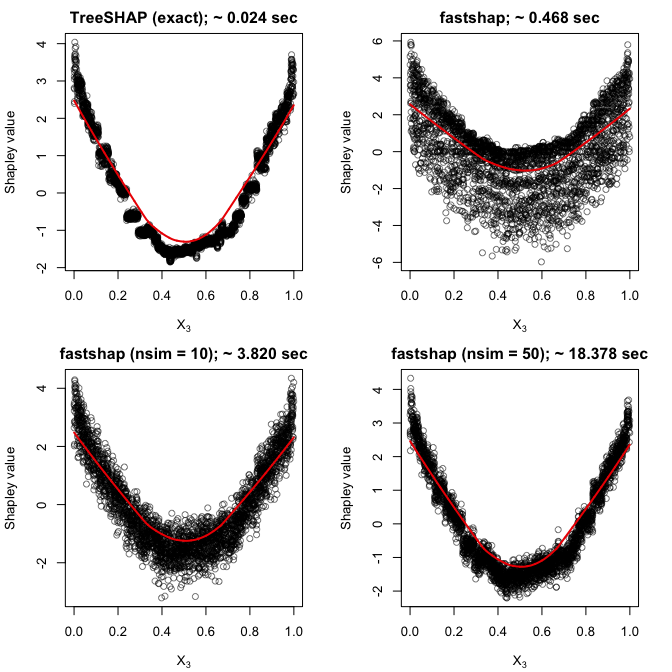 TreeSHAP (exact); ~ 0.024 sec
Shapley value
4
3
2
1
0
-1
-2
0.0 0.2 0.4 0.6 0.8 1.0
X3
fastshap; ~ 0.468 sec
Shapley value
6
4
2
0
-2
-4
-6
0.0 0.2 0.4 0.6 0.8 1.0
X3
fastshap (nsim = 10); ~ 3.820 sec
Shapley value
4
2
0
-2
0.0 0.2 0.4 0.6 0.8 1.0
X3
fastshap (nsim = 50); ~ 18.378 sec
Shapley value
4
3
2
1
0
-1
-2
0.0 0.2 0.4 0.6 0.8 1.0
X3